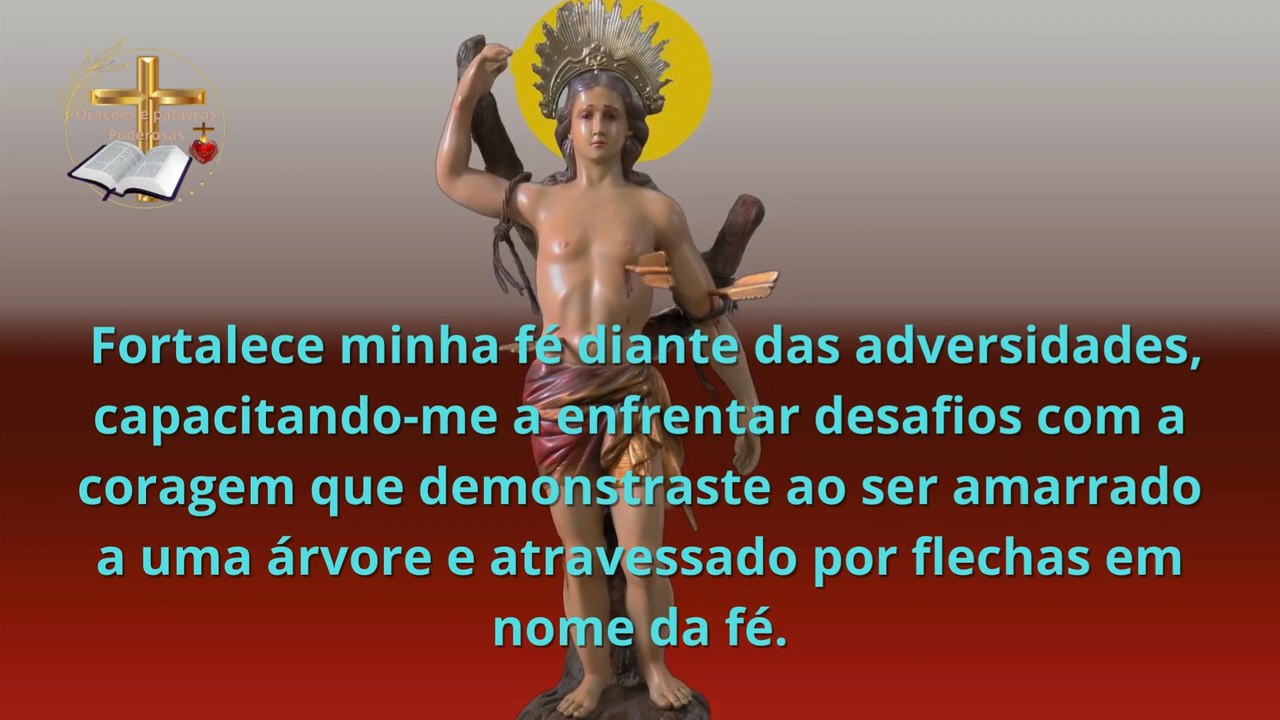 Orações e palavras
Poderosas
Fortalece minha fé diante das adversidades,
capacitando-me a enfrentar desafios com a
coragem que demonstraste ao ser amarrado
a uma árvore e atravessado por flechas em
nome da fé.